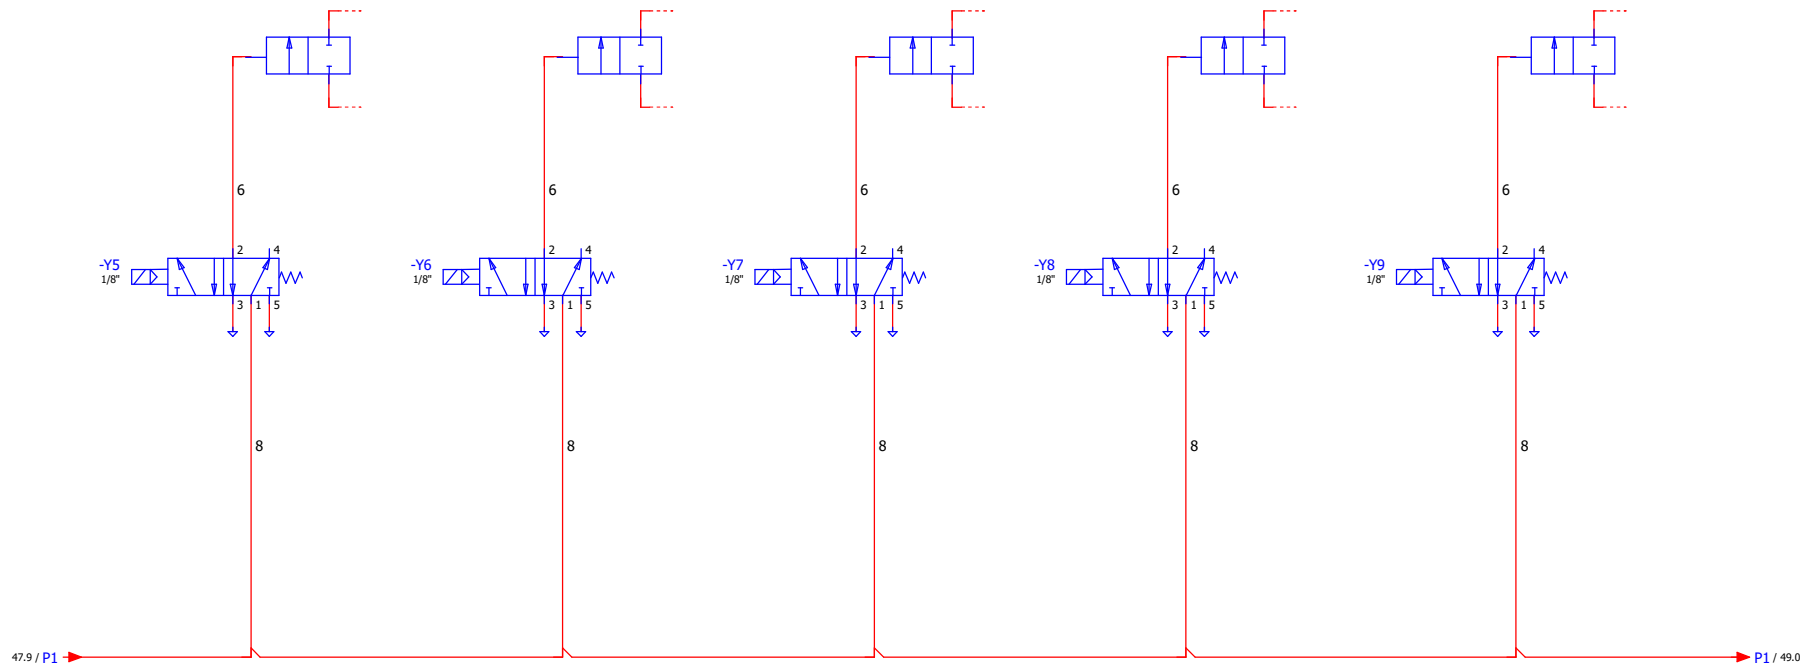 6 6 6 6 6
2 4 2 4 2 4 2 4 2 4
-Y5 -Y6 -Y7 -Y8 -Y9
1/8" 1/8" 1/8" 1/8" 1/8"
3 1 5 3 1 5 3 1 5 3 1 5 3 1 5
8 8 8 8 8
47.9 / P1 P1 / 49.0